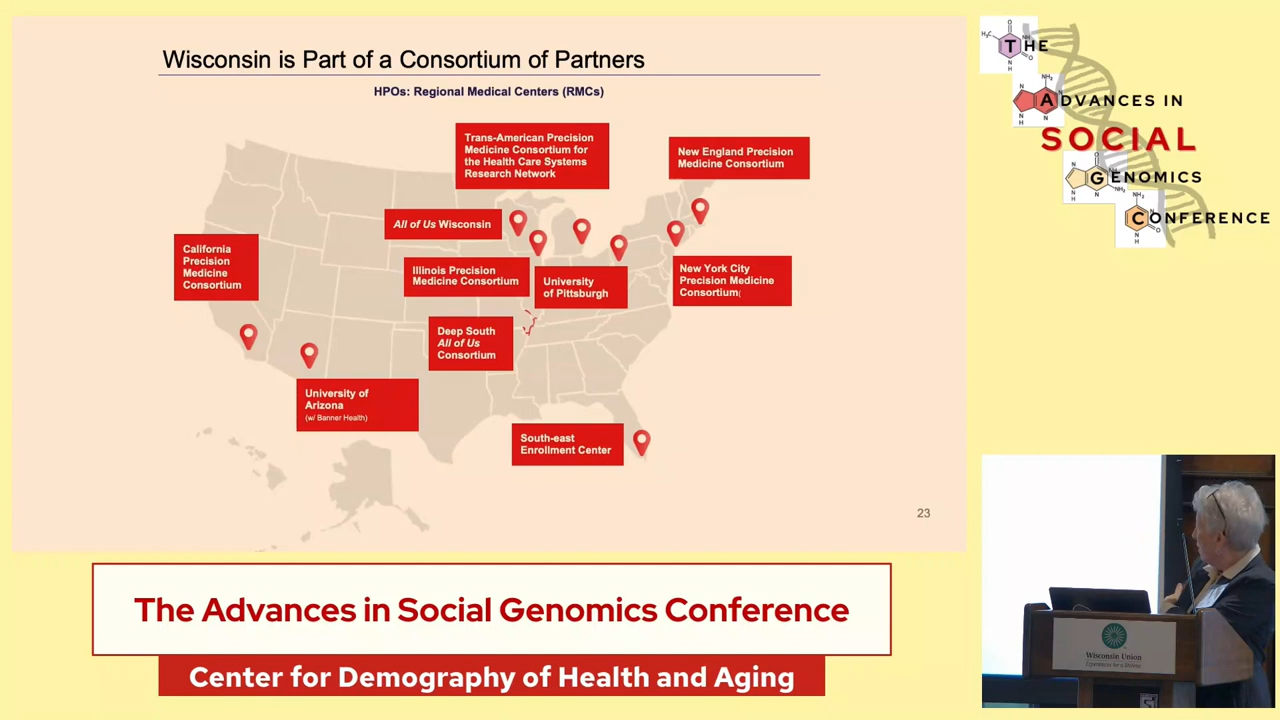 Wisconsin is Part of a Consortium of Partners
HPOs: Regional Medical Centers (RMCs)
Trans-American Precision
Medicine Consortium for
the Health Care Systems
Research Network
New England Precision
Medicine Consortium
All of Us Wisconsin
California
Precision
Medicine
Consortium
Illinois Precision
Medicine Consortium
University
of Pittsburgh
New York City
Precision Medicine
Consortium(
Deep South
All of Us
Consortium
University of
Arizona
(w/ Banner Health)
South-east
Enrollment Center
23
THE
ADVANCES IN
SOCIAL
GENOMICS
CONFERENCE
The Advances in Social Genomics Conference
Center for Demography of Health and Aging
Wisconsin Union